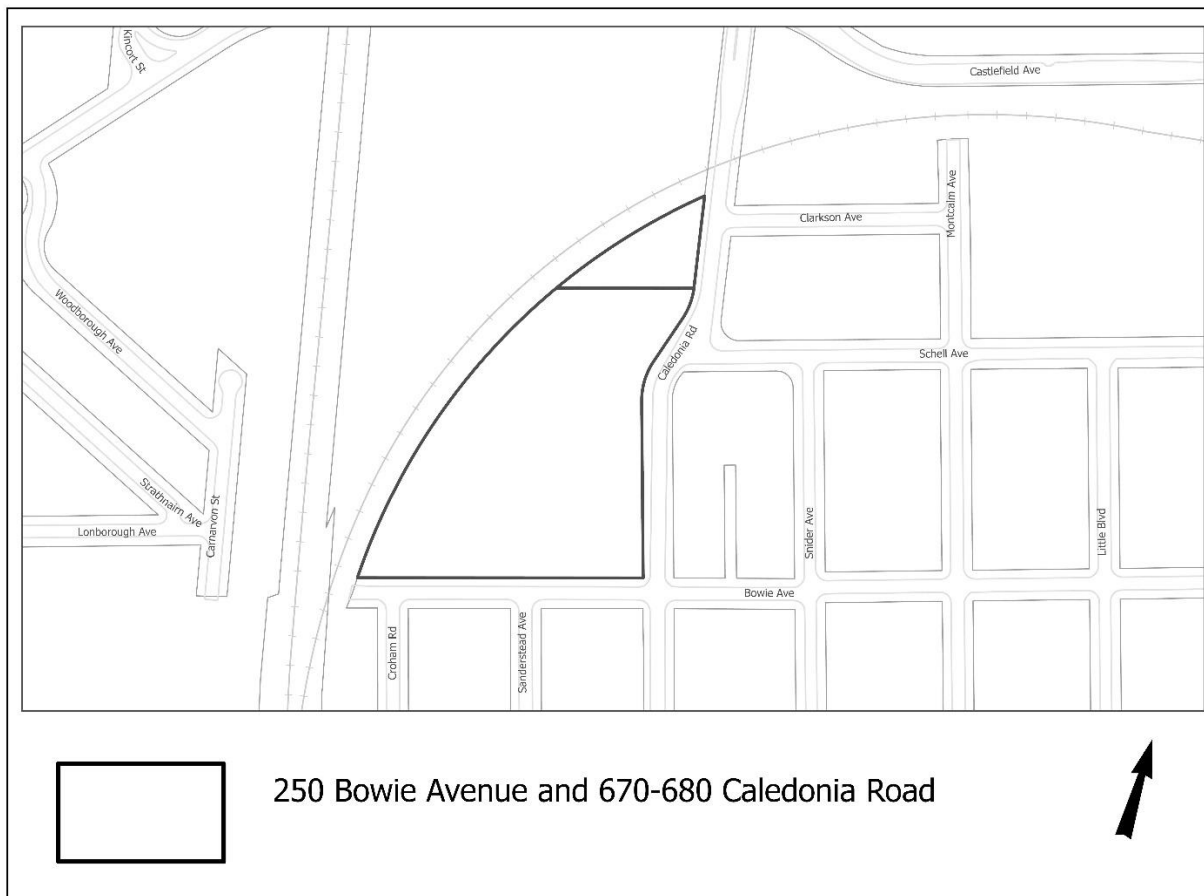 Kincort St
Castlefield Ave
Montcalm Ave
Clarkson Ave
Woodborough Ave
Caledonia Rd
Schell Ave
Strathnairn Ave
Carnarvon St
Lonborough Ave
Snider Ave
Little Blvd
Bowie Ave
Croham Rd
Sanderstead Ave
250 Bowie Avenue and 670-680 Caledonia Road